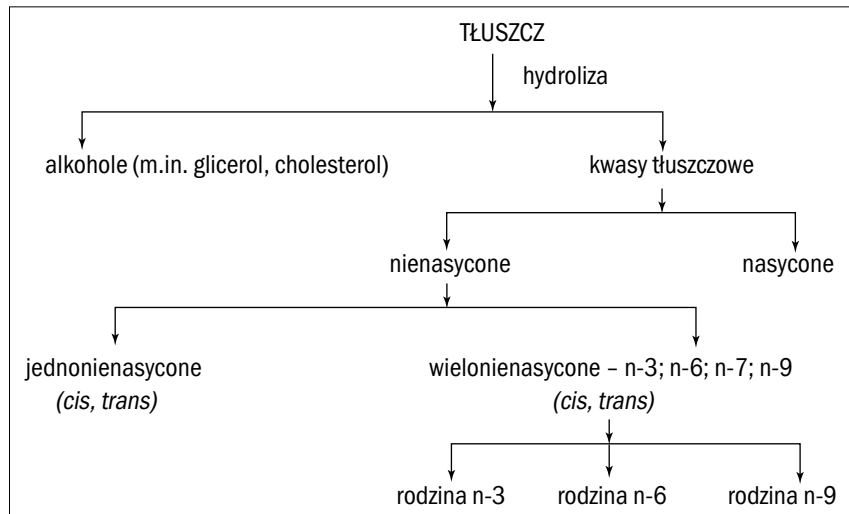 TŁUSZCZ
hydroliza
alkohole (m.in. glicerol, cholesterol) kwasy tłuszczowe
nienasycone nasycone
jednonienasycone wielonienasycone – n-3; n-6; n-7; n-9
(cis, trans) (cis, trans)
rodzina n-3 rodzina n-6 rodzina n-9